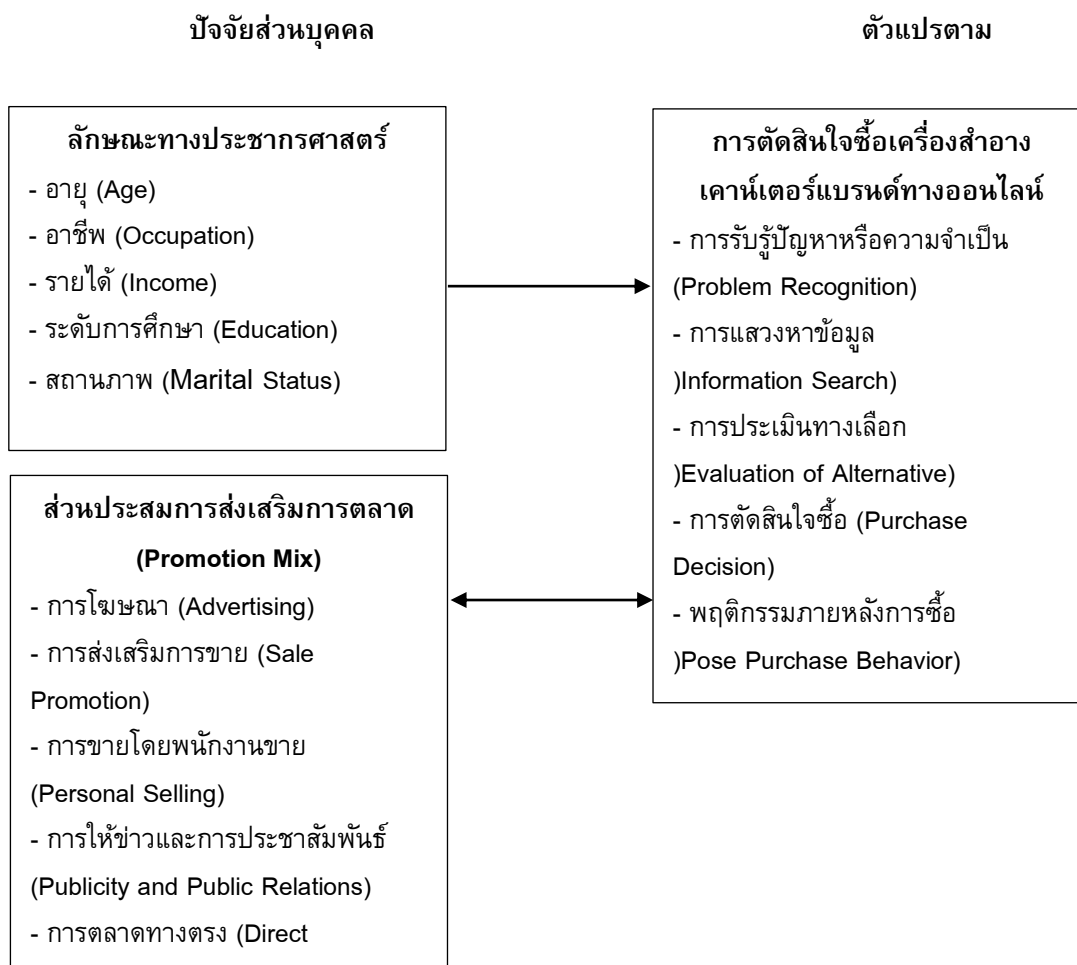 ปัจจัยส่วนบุคคล
ตัวแปรตาม
ลักษณะทางประชากรศาสตร์
- อายุ (Age)
- อาชีพ (Occupation)
- รายได้ (Income)
- ระดับการศึกษา (Education)
- สถานภาพ (Marital Status)
ส่วนประสมการส่งเสริมการตลาด
(Promotion Mix)
- การโฆษณา (Advertising)
- การส่งเสริมการขาย (Sale
Promotion)
- การขายโดยพนักงานขาย
(Personal Selling)
- การให้ข่าวและการประชาสัมพันธ์
(Publicity and Public Relations)
- การตลาดทางตรง (Direct
การตัดสินใจซื้อเครื่องสำอาง
เคาน์เตอร์แบรนด์ทางออนไลน์
- การรับรู้ปัญหาหรือความจำเป็น
(Problem Recognition)
- การแสวงหาข้อมูล
)Information Search)
- การประเมินทางเลือก
)Evaluation of Alternative)
- การตัดสินใจซื้อ (Purchase
Decision)
- พฤติกรรมภายหลังการซื้อ
)Pose Purchase Behavior)